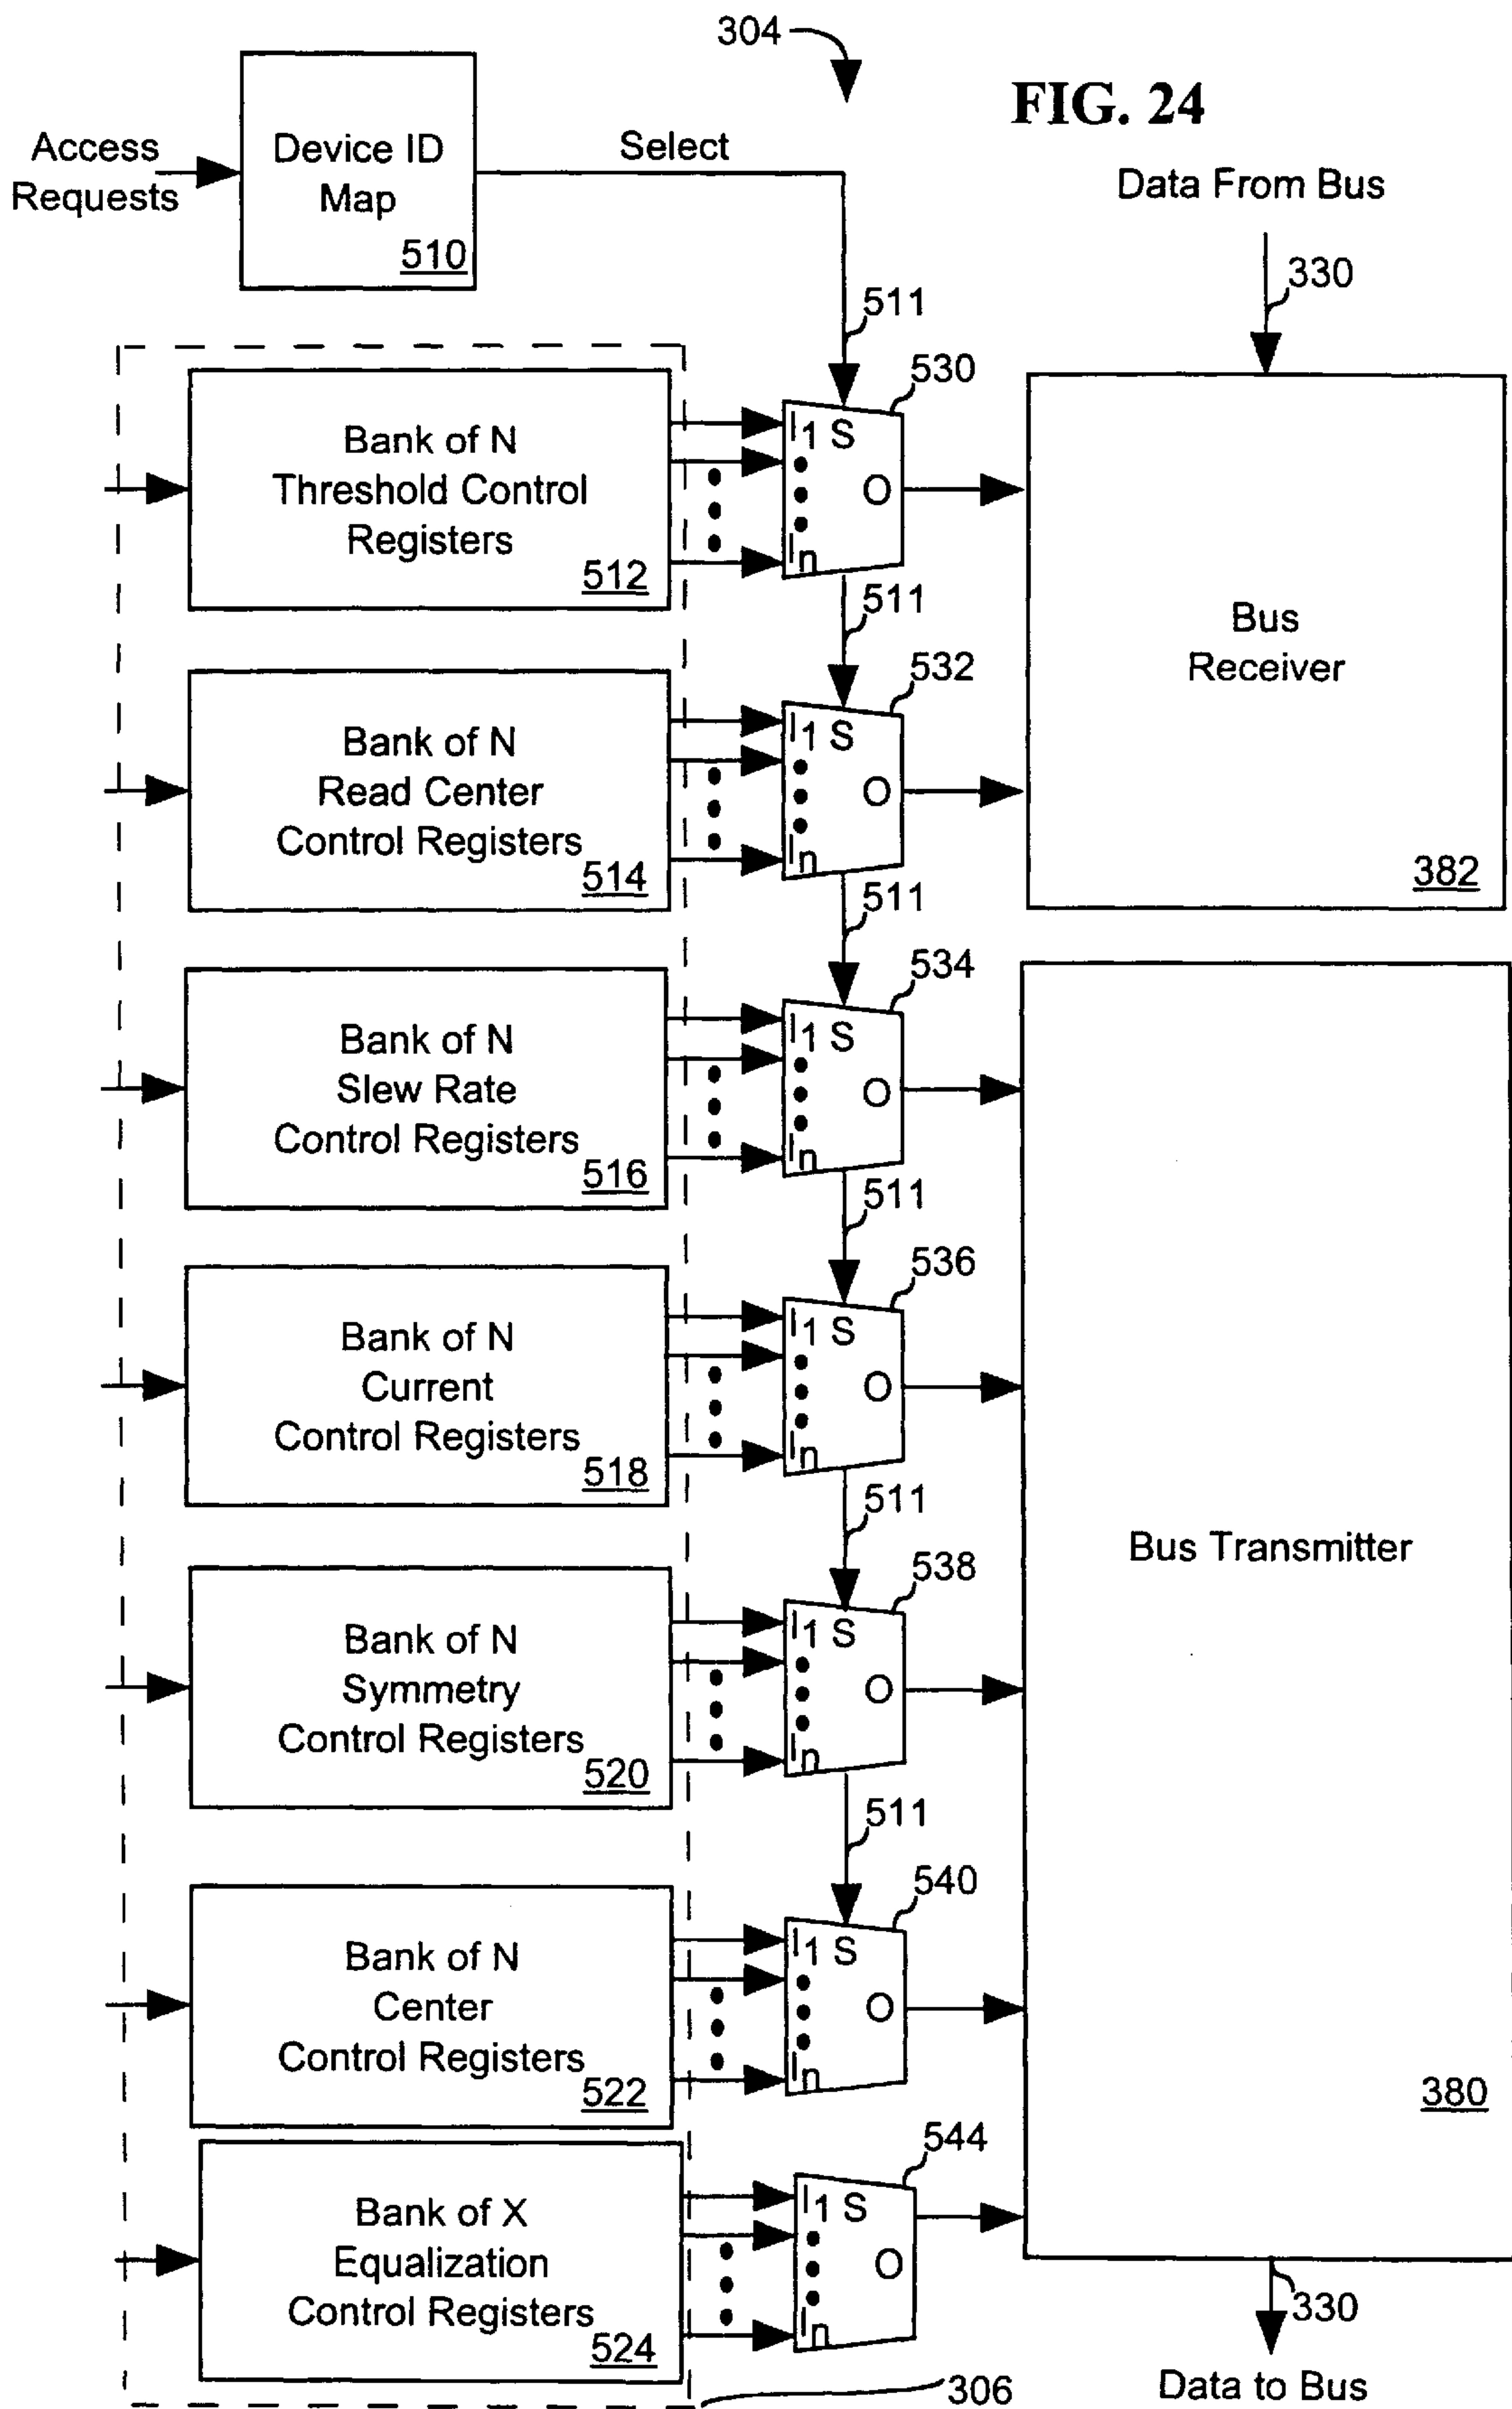 304
FIG. 24
Access
Requests
Device ID
Map
510
Select
Data From Bus
330
511
530
Bank of N
Threshold Control
Registers
512
I1 S
O
In
511
Bus
Receiver
382
532
Bank of N
Read Center
Control Registers
514
I1 S
O
In
511
534
Bank of N
Slew Rate
Control Registers
516
I1 S
O
In
511
536
Bank of N
Current
Control Registers
518
I1 S
O
In
511
Bus Transmitter
380
538
Bank of N
Symmetry
Control Registers
520
I1 S
O
In
511
540
Bank of N
Center
Control Registers
522
I1 S
O
In
544
Bank of X
Equalization
Control Registers
524
I1 S
O
In
330
306
Data to Bus